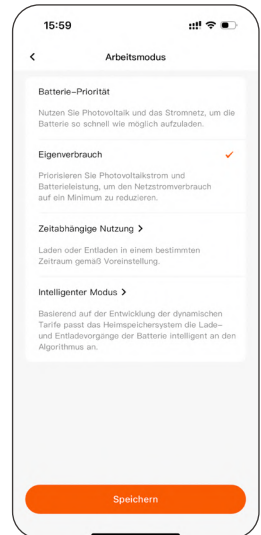 15:59
Arbeitsmodus
Batterie-Priorität
Nutzen Sie Photovoltaik und das Stromnetz, um die
Batterie so schnell wie möglich aufzuladen.
Eigenverbrauch
Priorisieren Sie Photovoltaikstrom und
Batterieleistung, um den Netzstromverbrauch
auf ein Minimum zu reduzieren.
Zeitabhängige Nutzung >
Laden oder Entladen in einem bestimmten
Zeitraum gemäß Voreinstellung.
Intelligenter Modus >
Basierend auf der Entwicklung der dynamischen
Tarife passt das Heimspeichersystem die Lade-
und Entladevorgänge der Batterie intelligent an den
Algorithmus an.
Speichern